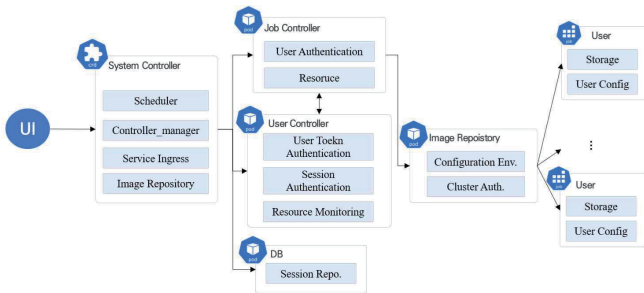 UI
crd
System Controller
Scheduler
Controller_manager
Service Ingress
Image Repository
pod
Job Controller
User Authentication
Resoruce
pod
User Controller
User Toekn
Authentication
Session
Authentication
Resource Monitoring
pod
DB
Session Repo.
pod
Image Repoistory
Configuration Env.
Cluster Auth.
job
User
Storage
User Config
...
job
User
Storage
User Config